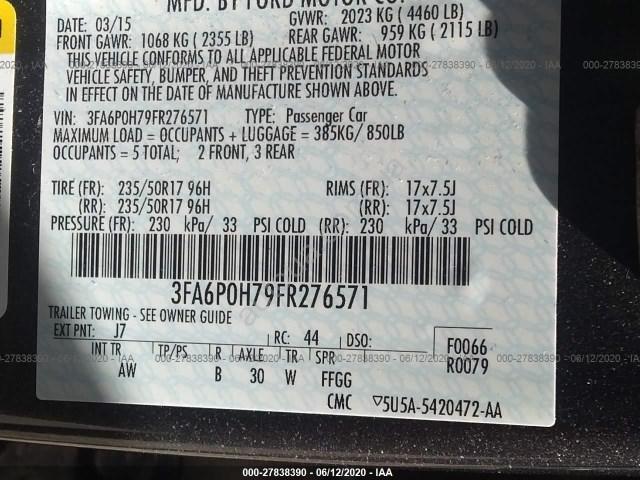 MFD. BY FORD MOTOR CO.
DATE: 03/15 GVWR: 2023 KG ( 4460 LB)
FRONT GAWR: 1068 KG ( 2355 LB) REAR GAWR: 959 KG ( 2115 LB)
THIS VEHICLE CONFORMS TO ALL APPLICABLE FEDERAL MOTOR
VEHICLE SAFETY, BUMPER, AND THEFT PREVENTION STANDARDS
IN EFFECT ON THE DATE OF MANUFACTURE SHOWN ABOVE.
VIN: 3FA6P0H79FR276571 TYPE: Passenger Car
MAXIMUM LOAD = OCCUPANTS + LUGGAGE = 385KG/ 850LB
OCCUPANTS = 5 TOTAL; 2 FRONT, 3 REAR
TIRE (FR): 235/50R17 96H RIMS (FR): 17x7.5J
(RR): 235/50R17 96H (RR): 17x7.5J
PRESSURE (FR): 230 kPa/ 33 PSI COLD (RR): 230 kPa/ 33 PSI COLD
3FA6P0H79FR276571
TRAILER TOWING - SEE OWNER GUIDE
EXT PNT: J7 RC: 44 DSO: F0066
INT TR TP/PS R AXLE TR SPR R0079
AW B 30 W FFGG
CMC 5U5A-5420472-AA
000-27838390 - 06/12/2020 - IAA